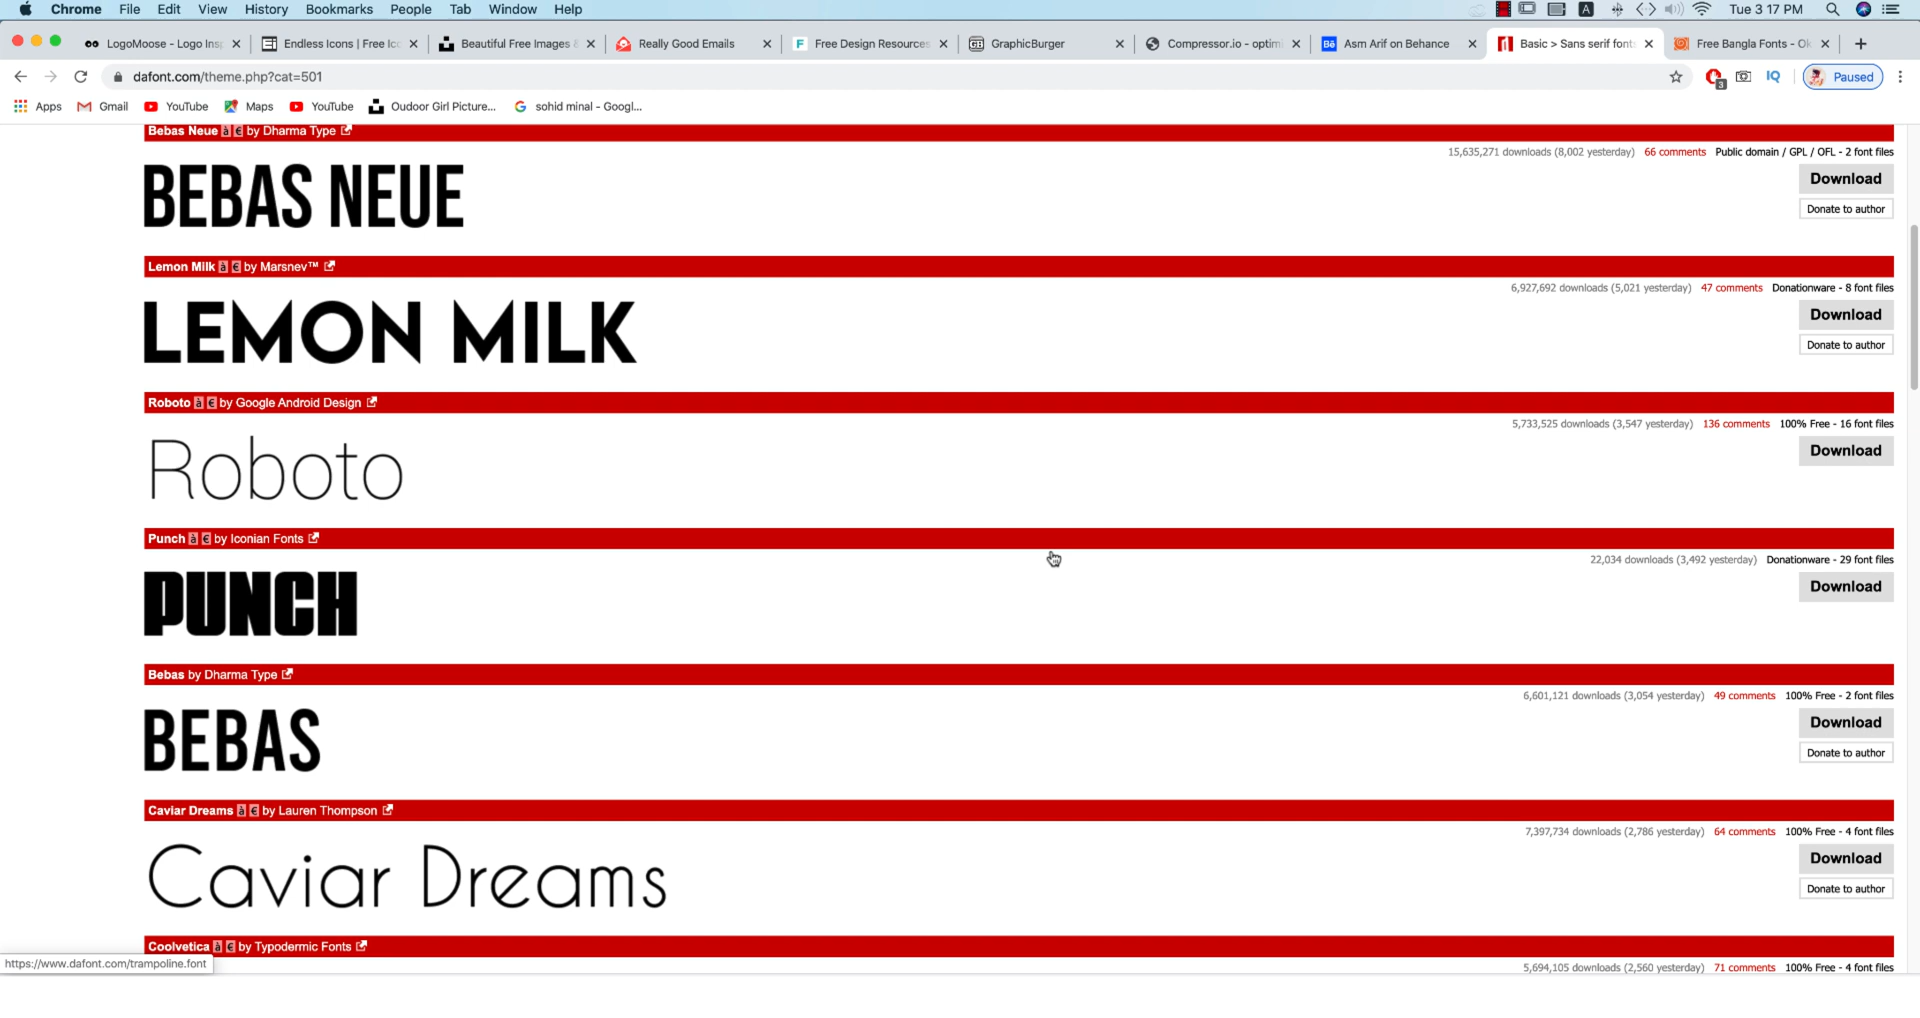 Chrome File Edit View History Bookmarks People Tab Window Help A Tue 3 17 PM
LogoMoose - Logo Insp Endless Icons | Free Ico Beautiful Free Images & Really Good Emails Free Design Resources GraphicBurger Compressor.io - optimi Asm Arif on Behance Basic > Sans serif fonts Free Bangla Fonts - Ok
dafont.com/theme.php?cat=501 3 IQ Paused
Apps Gmail YouTube Maps YouTube Oudoor Girl Picture... sohid minal - Googl...
Bebas Neue à € by Dharma Type
15,635,271 downloads (8,002 yesterday) 66 comments Public domain / GPL / OFL - 2 font files
BEBAS NEUE
Download
Donate to author
Lemon Milk à € by Marsnev™
6,927,692 downloads (5,021 yesterday) 47 comments Donationware - 8 font files
LEMON MILK
Download
Donate to author
Roboto à € by Google Android Design
5,733,525 downloads (3,547 yesterday) 136 comments 100% Free - 16 font files
Roboto
Download
Punch à € by Iconian Fonts
22,034 downloads (3,492 yesterday) Donationware - 29 font files
PUNCH
Download
Bebas by Dharma Type
6,601,121 downloads (3,054 yesterday) 49 comments 100% Free - 2 font files
BEBAS
Download
Donate to author
Caviar Dreams à € by Lauren Thompson
7,397,734 downloads (2,786 yesterday) 64 comments 100% Free - 4 font files
Caviar Dreams
Download
Donate to author
Coolvetica à € by Typodermic Fonts
https://www.dafont.com/trampoline.font
5,694,105 downloads (2,560 yesterday) 71 comments 100% Free - 4 font files